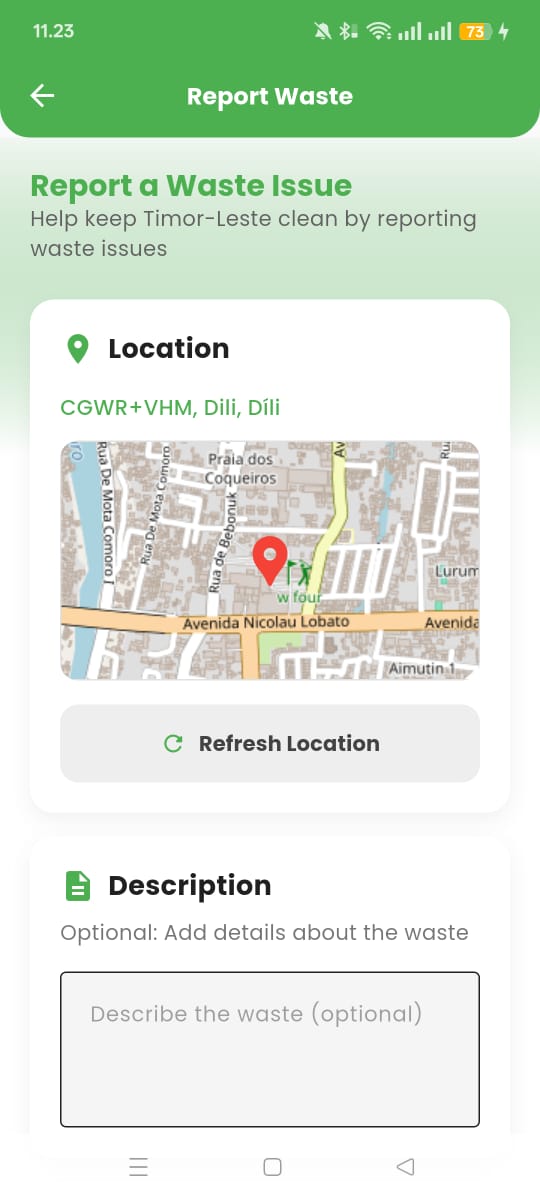 11.23
73
Report Waste
Report a Waste Issue
Help keep Timor-Leste clean by reporting
waste issues
Location
CGWR+VHM, Dili, Díli
Praia dos
Coqueiros
Rua De Mota Comoro I
Rua De Mota Comoro
Rua de Bebonuk
Av
Rua
oro
w four
Lurum
Avenida Nicolau Lobato
Avenida
Aimutin 1
Refresh Location
Description
Optional: Add details about the waste
Describe the waste (optional)